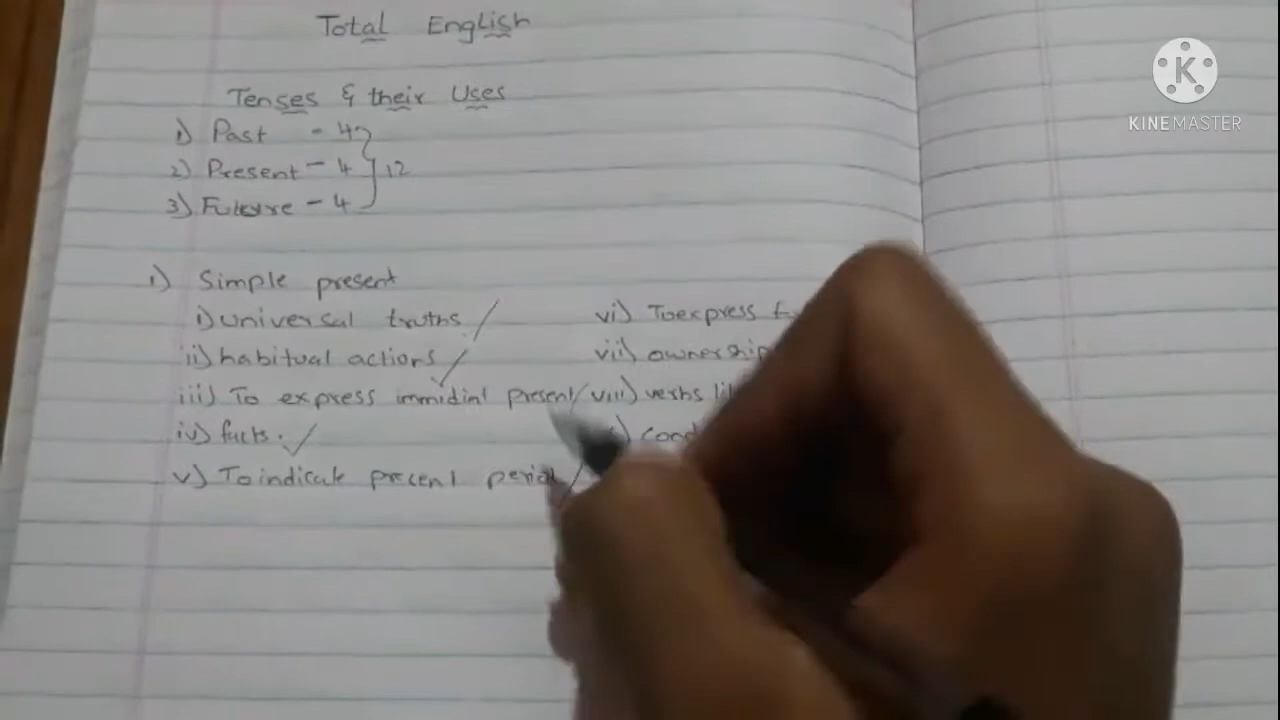 Total English
Tenses & their Uses
1) Past - 4
2) Present - 4 12
3) Future - 4
1) Simple present
i) universal truths
ii) habitual actions
iii) To express immidial present
iv) facts.
v) To indicate present period
vi) To express
vii) ownership
viii) verbs
KINEMASTER